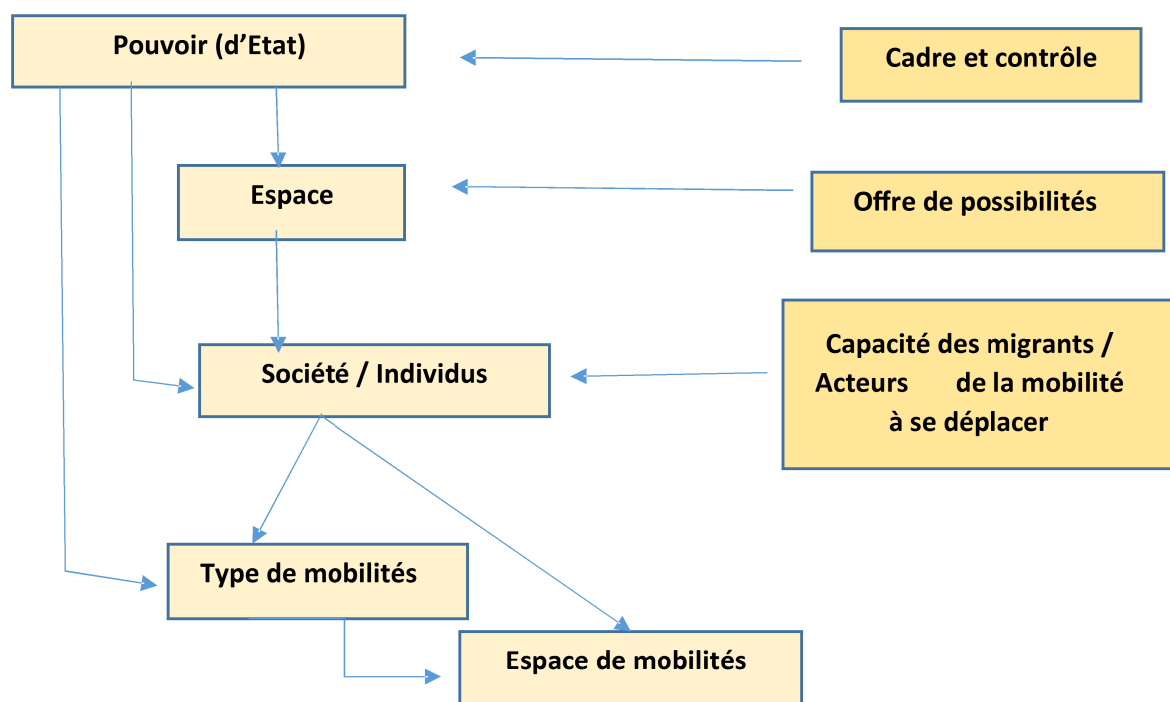 Pouvoir (d’Etat)
Cadre et contrôle
Espace
Offre de possibilités
Société / Individus
Capacité des migrants /
Acteurs de la mobilité
à se déplacer
Type de mobilités
Espace de mobilités